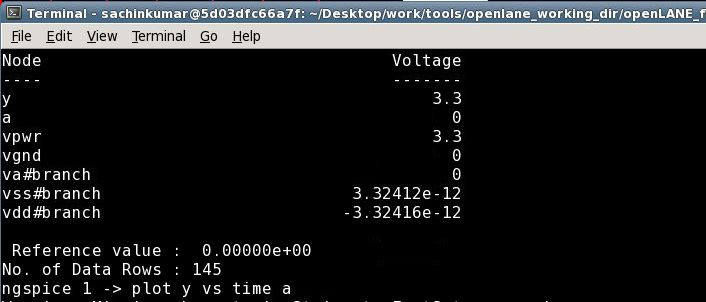 Terminal - sachinkumar@5d03dfc66a7f: ~/Desktop/work/tools/openlane_working_dir/openLANE_f
File Edit View Terminal Go Help
Node Voltage
---- -------
y 3.3
a 0
vpwr 3.3
vgnd 0
va#branch 0
vss#branch 3.32412e-12
vdd#branch -3.32416e-12
Reference value : 0.00000e+00
No. of Data Rows : 145
ngspice 1 -> plot y vs time a